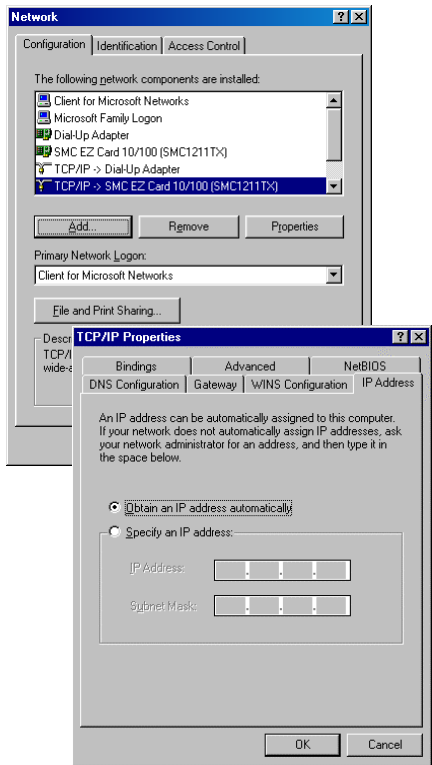 Network
Configuration Identification Access Control
The following network components are installed:
Client for Microsoft Networks
Microsoft Family Logon
Dial-Up Adapter
SMC EZ Card 10/100 (SMC1211TX)
TCP/IP -> Dial-Up Adapter
TCP/IP -> SMC EZ Card 10/100 (SMC1211TX)
Add... Remove Properties
Primary Network Logon:
Client for Microsoft Networks
File and Print Sharing...
TCP/IP Properties
Bindings Advanced NetBIOS
DNS Configuration Gateway WINS Configuration IP Address
An IP address can be automatically assigned to this computer.
If your network does not automatically assign IP addresses, ask
your network administrator for an address, and then type it in
the space below.
Obtain an IP address automatically
Specify an IP address:
IP Address:
Subnet Mask:
OK Cancel